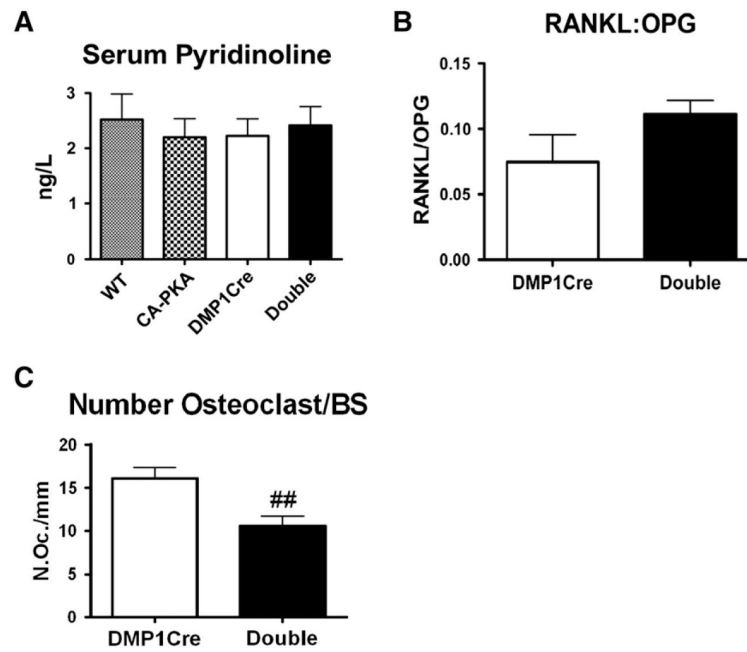 A
Serum Pyridinoline
ng/L
3
2
1
0
WT
CA-PKA
DMP1Cre
Double
B
RANKL:OPG
RANKL/OPG
0.15
0.10
0.05
0.00
DMP1Cre
Double
C
Number Osteoclast/BS
N.Oc./mm
20
15
10
5
0
##
DMP1Cre
Double